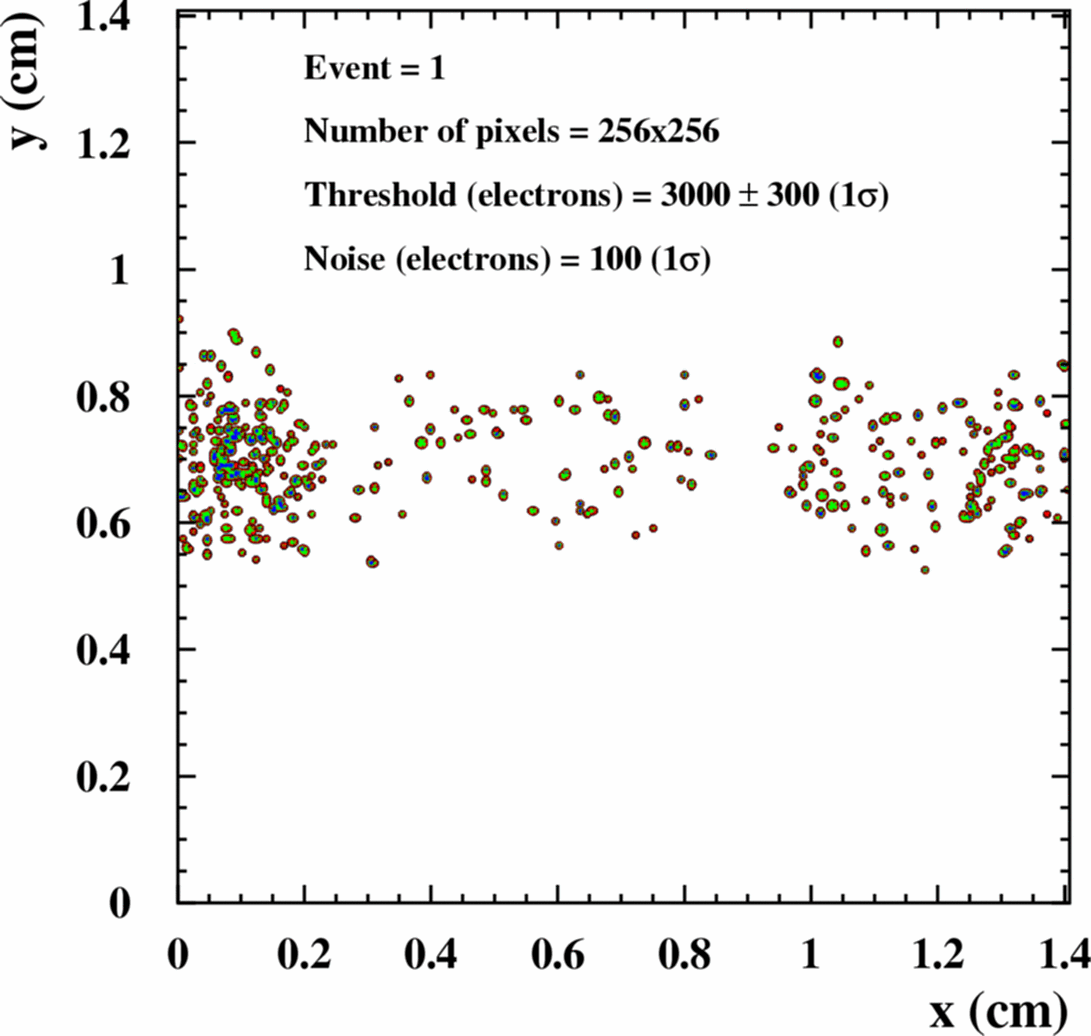 y (cm)
1.4
1.2
1
0.8
0.6
0.4
0.2
0
Event = 1
Number of pixels = 256x256
Threshold (electrons) = 3000 ± 300 (1σ)
Noise (electrons) = 100 (1σ)
0 0.2 0.4 0.6 0.8 1 1.2 1.4
x (cm)